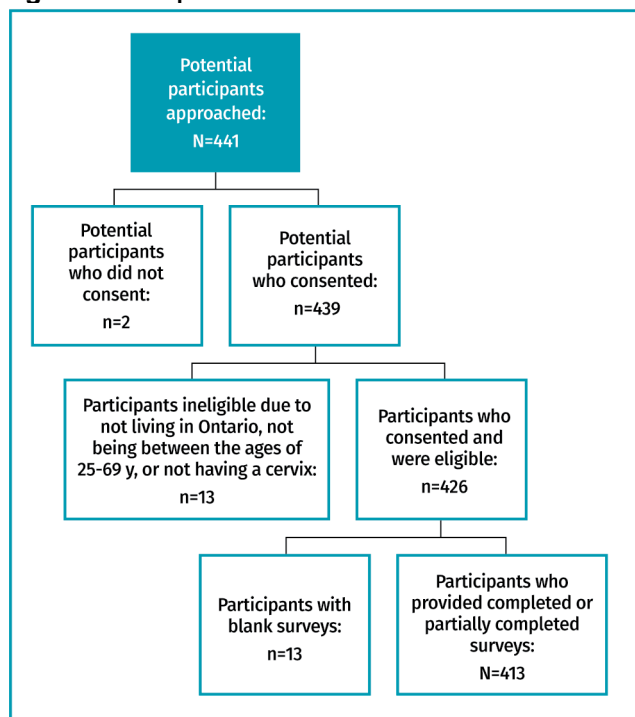 Potential
participants
approached:
N=441
Potential
participants
who did not
consent:
n=2
Potential
participants
who consented:
n=439
Participants ineligible due to
not living in Ontario, not
being between the ages of
25-69 y, or not having a cervix:
n=13
Participants who
consented and
were eligible:
n=426
Participants with
blank surveys:
n=13
Participants who
provided completed or
partially completed
surveys:
N=413